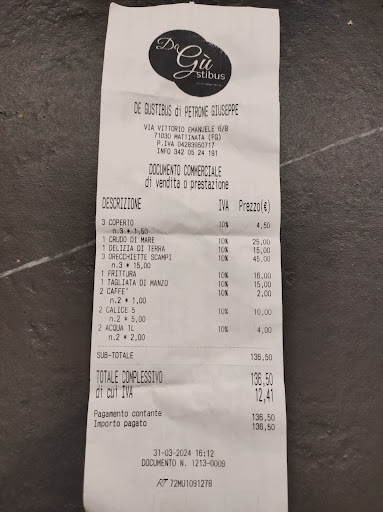 Da
Gù
stibus
DE GUSTIBUS di PETRONE GIUSEPPE
VIA VITTORIO EMANUELE 6/B
71030 MATTINATA (FG)
P.IVA 04283950717
INFO 342 05 24 191
DOCUMENTO COMMERCIALE
di vendita o prestazione
DESCRIZIONE IVA Prezzo(€)
3 COPERTO 10% 4,50
n.3 * 1,50
1 CRUDO DI MARE 10% 25,00
1 DELIZIA DI TERRA 10% 15,00
3 ORECHIETTE SCAMPI 10% 45,00
n.3 * 15,00
1 FRITTURA 10% 16,00
1 TAGLIATA DI MANZO 10% 15,00
2 CAFFE' 10% 2,00
n.2 * 1,00
2 CALICE 5 10% 10,00
n.2 * 5,00
2 ACQUA 1L 10% 4,00
n.2 * 2,00
SUB-TOTALE 136,50
TOTALE COMPLESSIVO 136,50
di cui IVA 12,41
Pagamento contante 136,50
Importo pagato 136,50
31-03-2024 16:12
DOCUMENTO N. 1213-0009
RT 72MU1091278